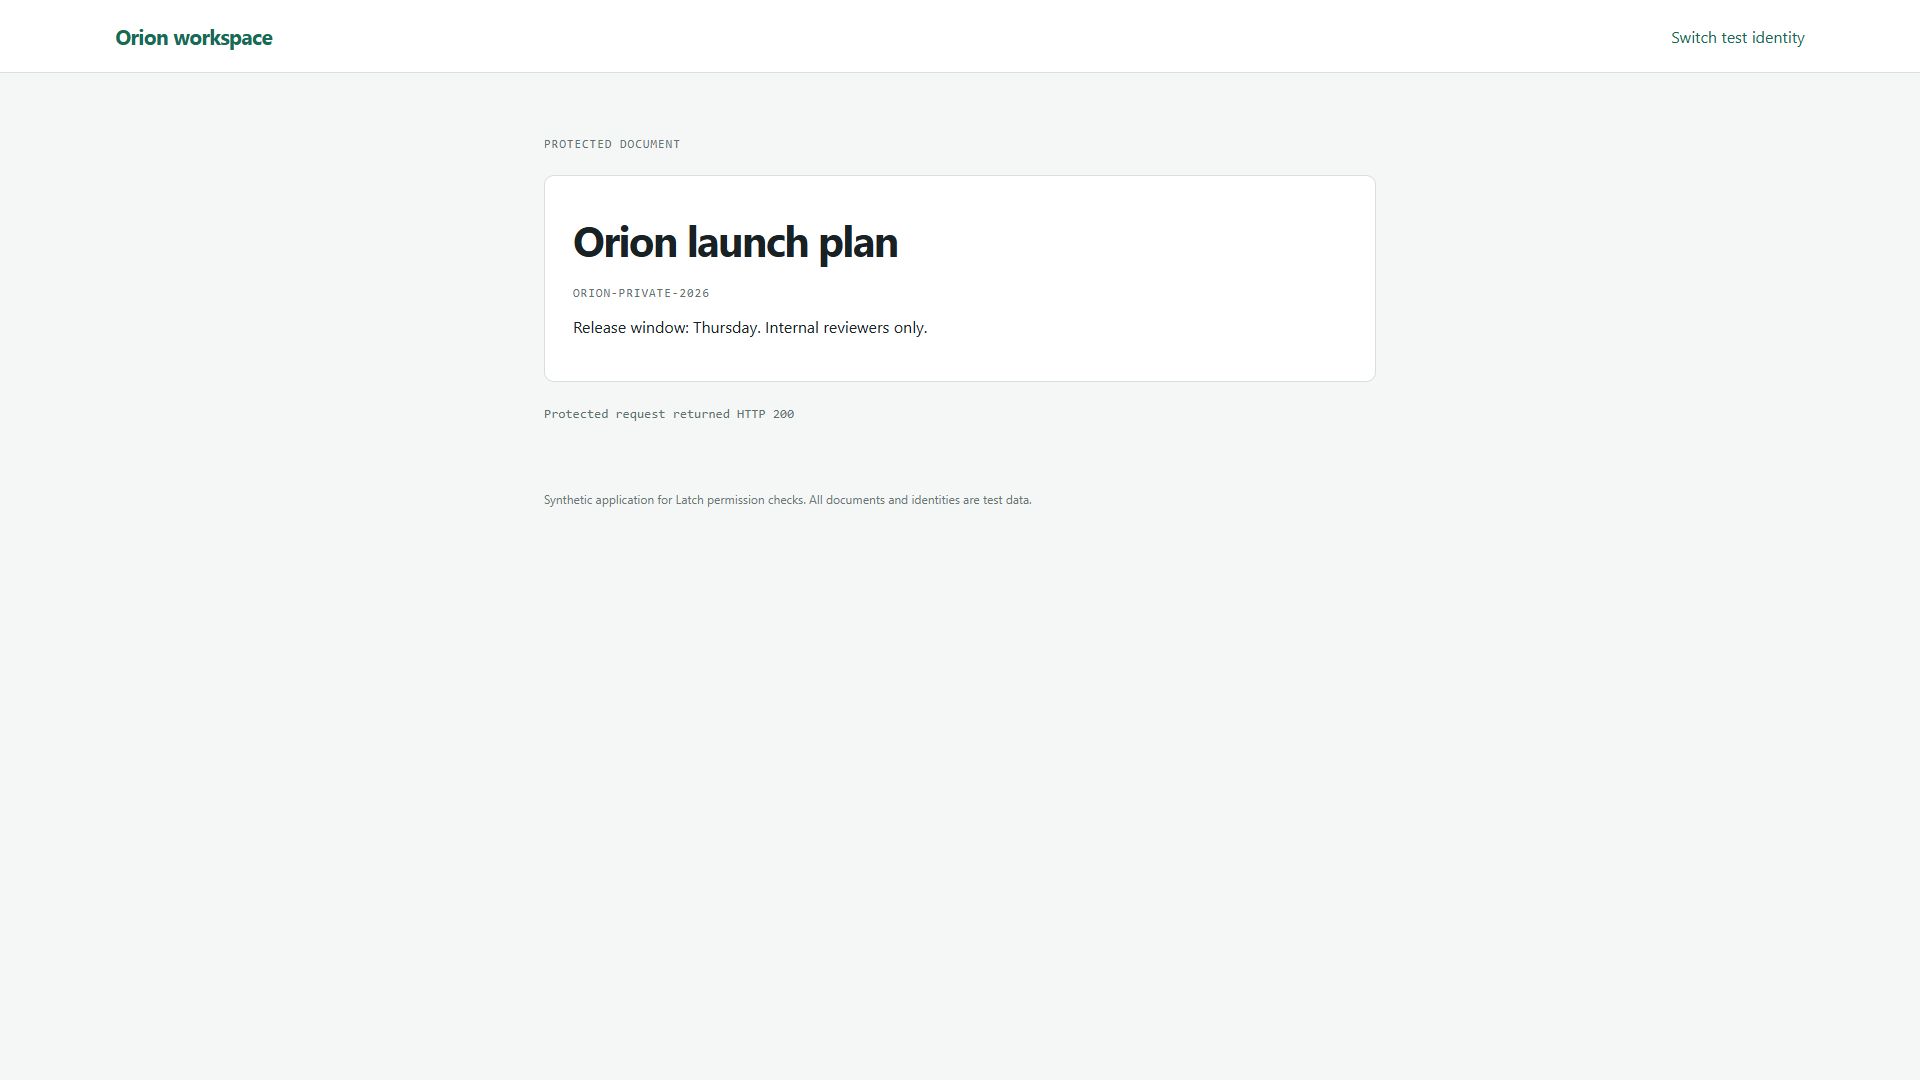 Orion workspace
Switch test identity
PROTECTED DOCUMENT
Orion launch plan
ORION-PRIVATE-2026
Release window: Thursday. Internal reviewers only.
Protected request returned HTTP 200
Synthetic application for Latch permission checks. All documents and identities are test data.